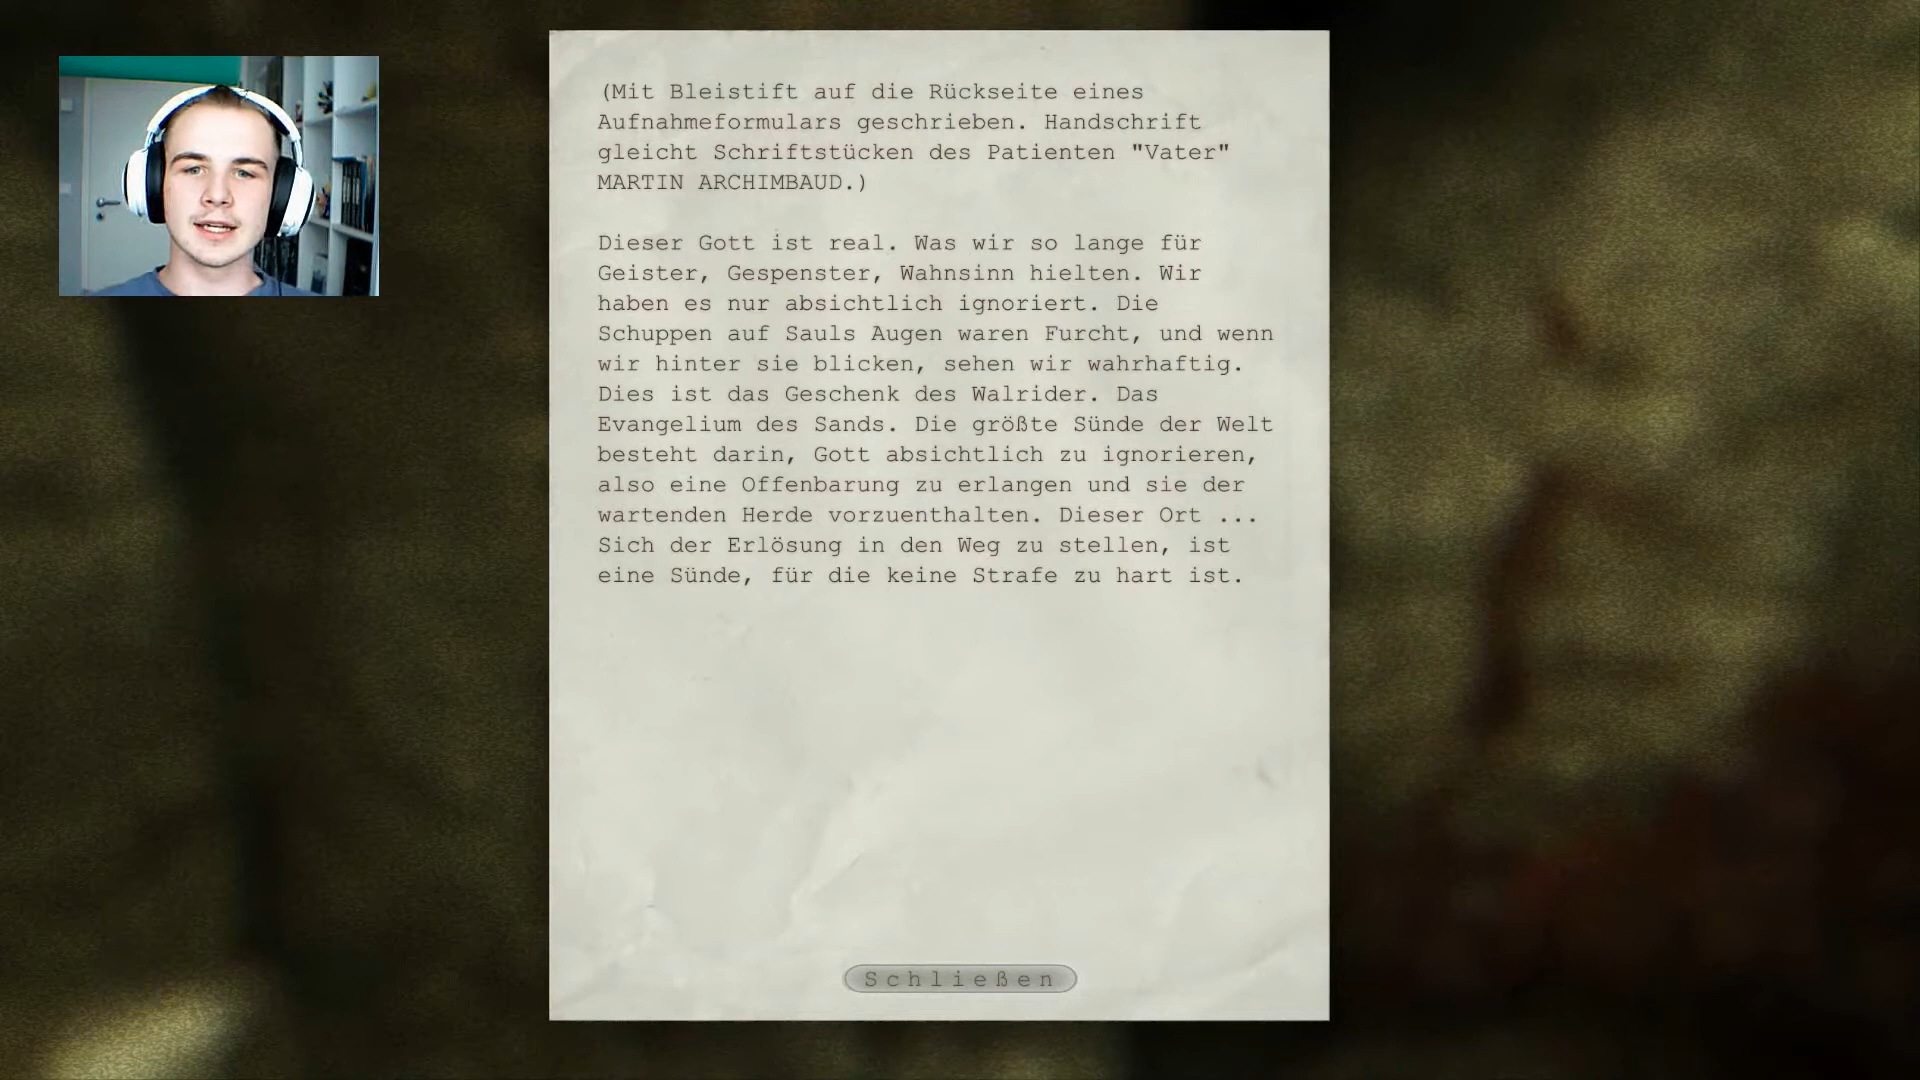 (Mit Bleistift auf die Rückseite eines
Aufnahmeformulars geschrieben. Handschrift
gleicht Schriftstücken des Patienten "Vater"
MARTIN ARCHIMBAUD.)
Dieser Gott ist real. Was wir so lange für
Geister, Gespenster, Wahnsinn hielten. Wir
haben es nur absichtlich ignoriert. Die
Schuppen auf Sauls Augen waren Furcht, und wenn
wir hinter sie blicken, sehen wir wahrhaftig.
Dies ist das Geschenk des Walrider. Das
Evangelium des Sands. Die größte Sünde der Welt
besteht darin, Gott absichtlich zu ignorieren,
also eine Offenbarung zu erlangen und sie der
wartenden Herde vorzuenthalten. Dieser Ort ...
Sich der Erlösung in den Weg zu stellen, ist
eine Sünde, für die keine Strafe zu hart ist.
Schließen